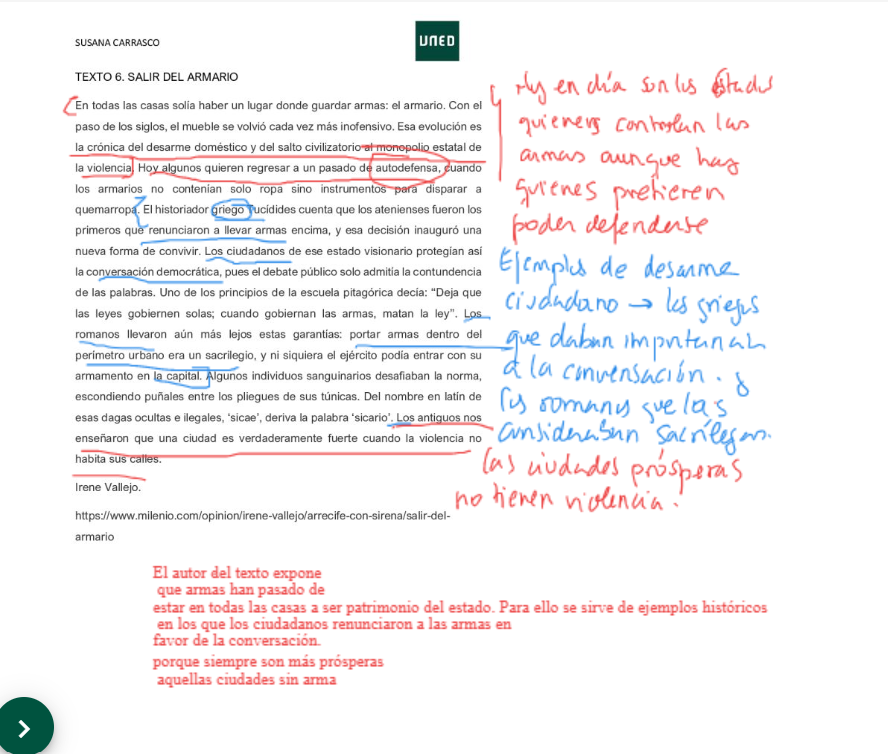 SUSANA CARRASCO
UNED
TEXTO 6. SALIR DEL ARMARIO
En todas las casas solía haber un lugar donde guardar armas: el armario. Con el
paso de los siglos, el mueble se volvió cada vez más inofensivo. Esa evolución es
la crónica del desarme doméstico y del salto civilizatorio al monopolio estatal de
la violencia. Hoy algunos quieren regresar a un pasado de autodefensa, cuando
los armarios no contenían solo ropa sino instrumentos para disparar a
quemarropa. El historiador griego Tucídides cuenta que los atenienses fueron los
primeros que renunciaron a llevar armas encima, y esa decisión inauguró una
nueva forma de convivir. Los ciudadanos de ese estado visionario protegían así
la conversación democrática, pues el debate público solo admitía la contundencia
de las palabras. Uno de los principios de la escuela pitagórica decía: “Deja que
las leyes gobiernen solas; cuando gobiernan las armas, matan la ley”. Los
romanos llevaron aún más lejos estas garantías: portar armas dentro del
perímetro urbano era un sacrilegio, y ni siquiera el ejército podía entrar con su
armamento en la capital. Algunos individuos sanguinarios desafiaban la norma,
escondiendo puñales entre los pliegues de sus túnicas. Del nombre en latín de
esas dagas ocultas e ilegales, ‘sicae’, deriva la palabra ‘sicario’. Los antiguos nos
enseñaron que una ciudad es verdaderamente fuerte cuando la violencia no
habita sus calles.
Irene Vallejo.
https://www.milenio.com/opinion/irene-vallejo/arrecife-con-sirena/salir-del-
armario
Hoy en día son los Estados
quienes controlan las
armas aunque hay
quienes prefieren
poder defenderse
Ejemplos de desarme
ciudadano → los griegos
que daban importancia
a la conversación. y
los romanos que las
consideraban sacrílegas.
Las ciudades prósperas
no tienen violencia.
El autor del texto expone
que armas han pasado de
estar en todas las casas a ser patrimonio del estado. Para ello se sirve de ejemplos históricos
en los que los ciudadanos renunciaron a las armas en
favor de la conversación.
porque siempre son más prósperas
aquellas ciudades sin arma